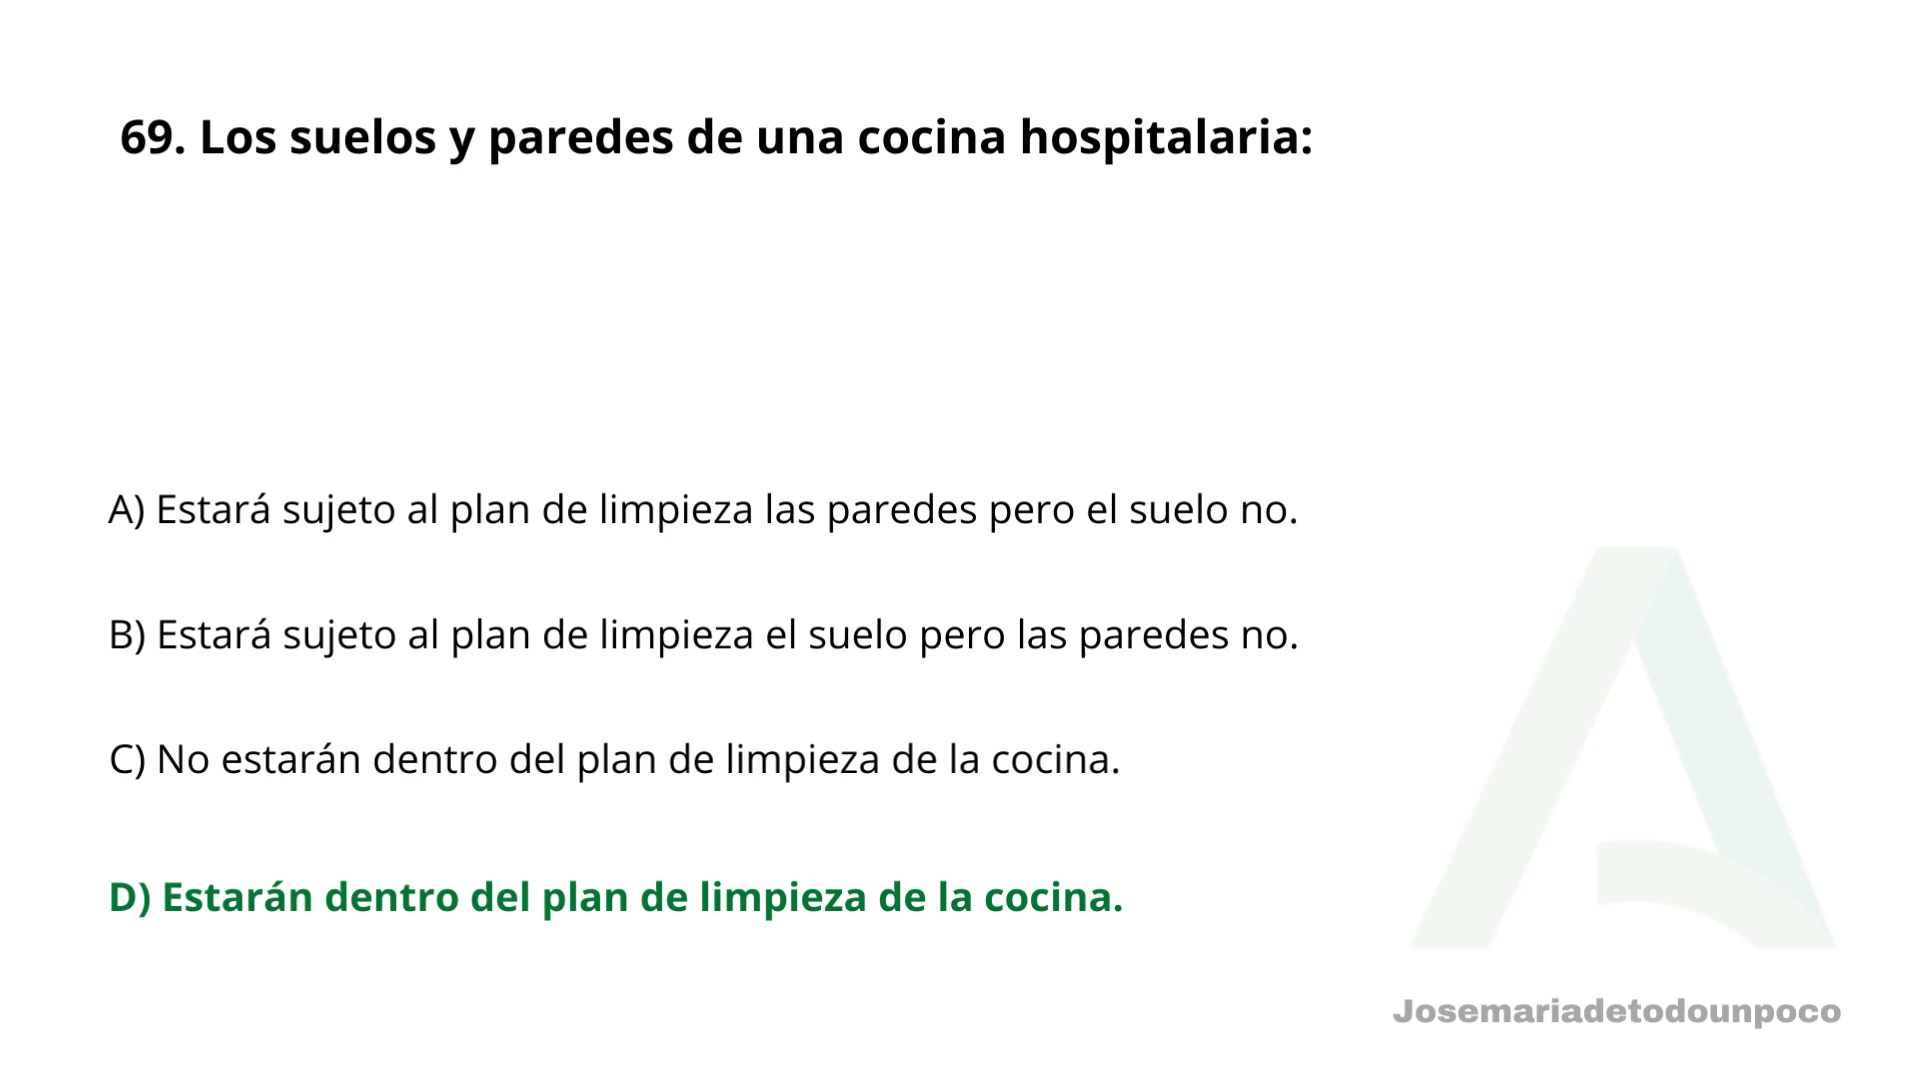 69. Los suelos y paredes de una cocina hospitalaria:
A) Estará sujeto al plan de limpieza las paredes pero el suelo no.
B) Estará sujeto al plan de limpieza el suelo pero las paredes no.
C) No estarán dentro del plan de limpieza de la cocina.
D) Estarán dentro del plan de limpieza de la cocina.
Josemariadetodounpoco